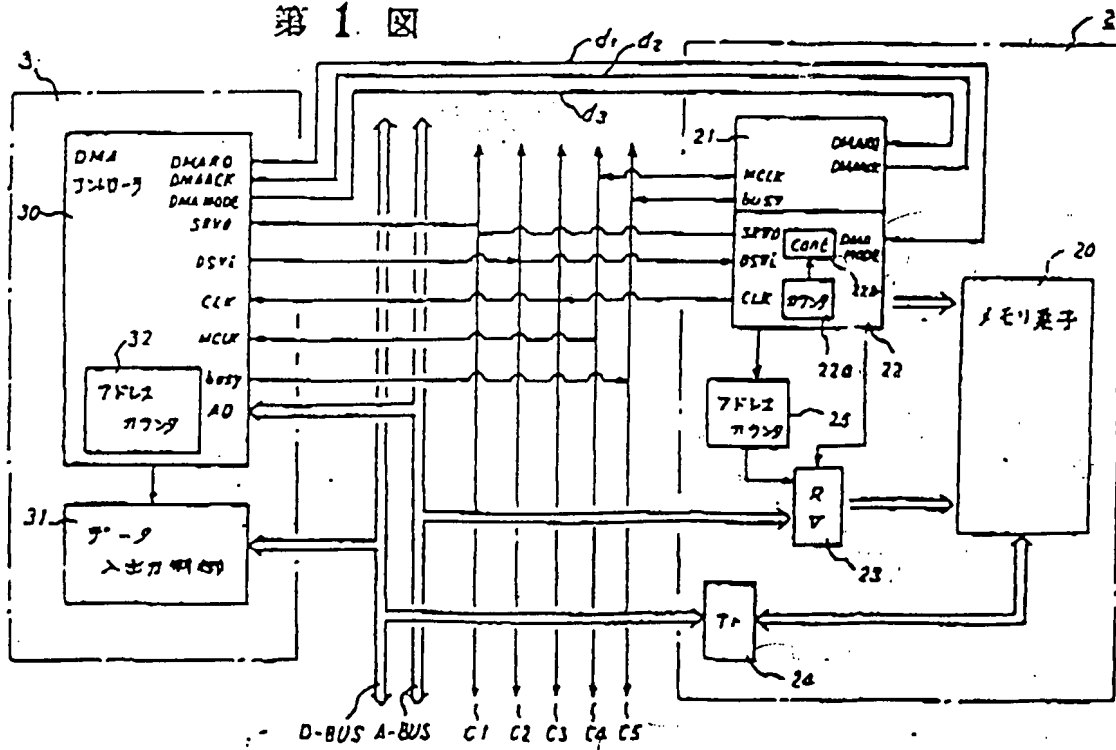 第1図
d1
d2
d3
3
2
DMA
コントローラ
30
DMARQ
DMAACK
DMA MODE
SRVO
DSVi
CLK
MCLK
busy
AD
32
アドレス
カウンタ
31
データ
入出力制御
21
DMARQ
DMAACK
MCLK
busy
SRVO
DSVi
CLK
Cont
DMA
MODE
22b
カウンタ
22a
22
20
メモリ素子
アドレス
カウンタ
25
R
V
23
Tr
24
D-BUS
A-BUS
C1
C2
C3
C4
C5